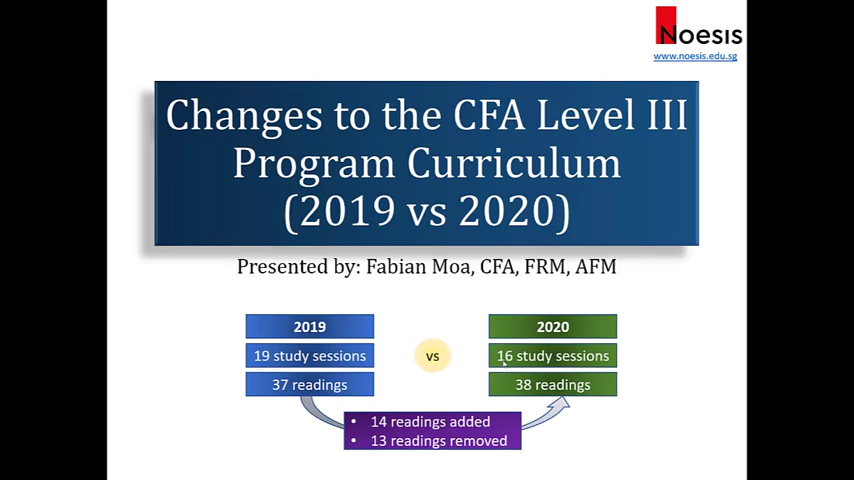 Noesis
www.noesis.edu.sg
Changes to the CFA Level III
Program Curriculum
(2019 vs 2020)
Presented by: Fabian Moa, CFA, FRM, AFM
2019
19 study sessions
37 readings
vs
2020
16 study sessions
38 readings
• 14 readings added
• 13 readings removed